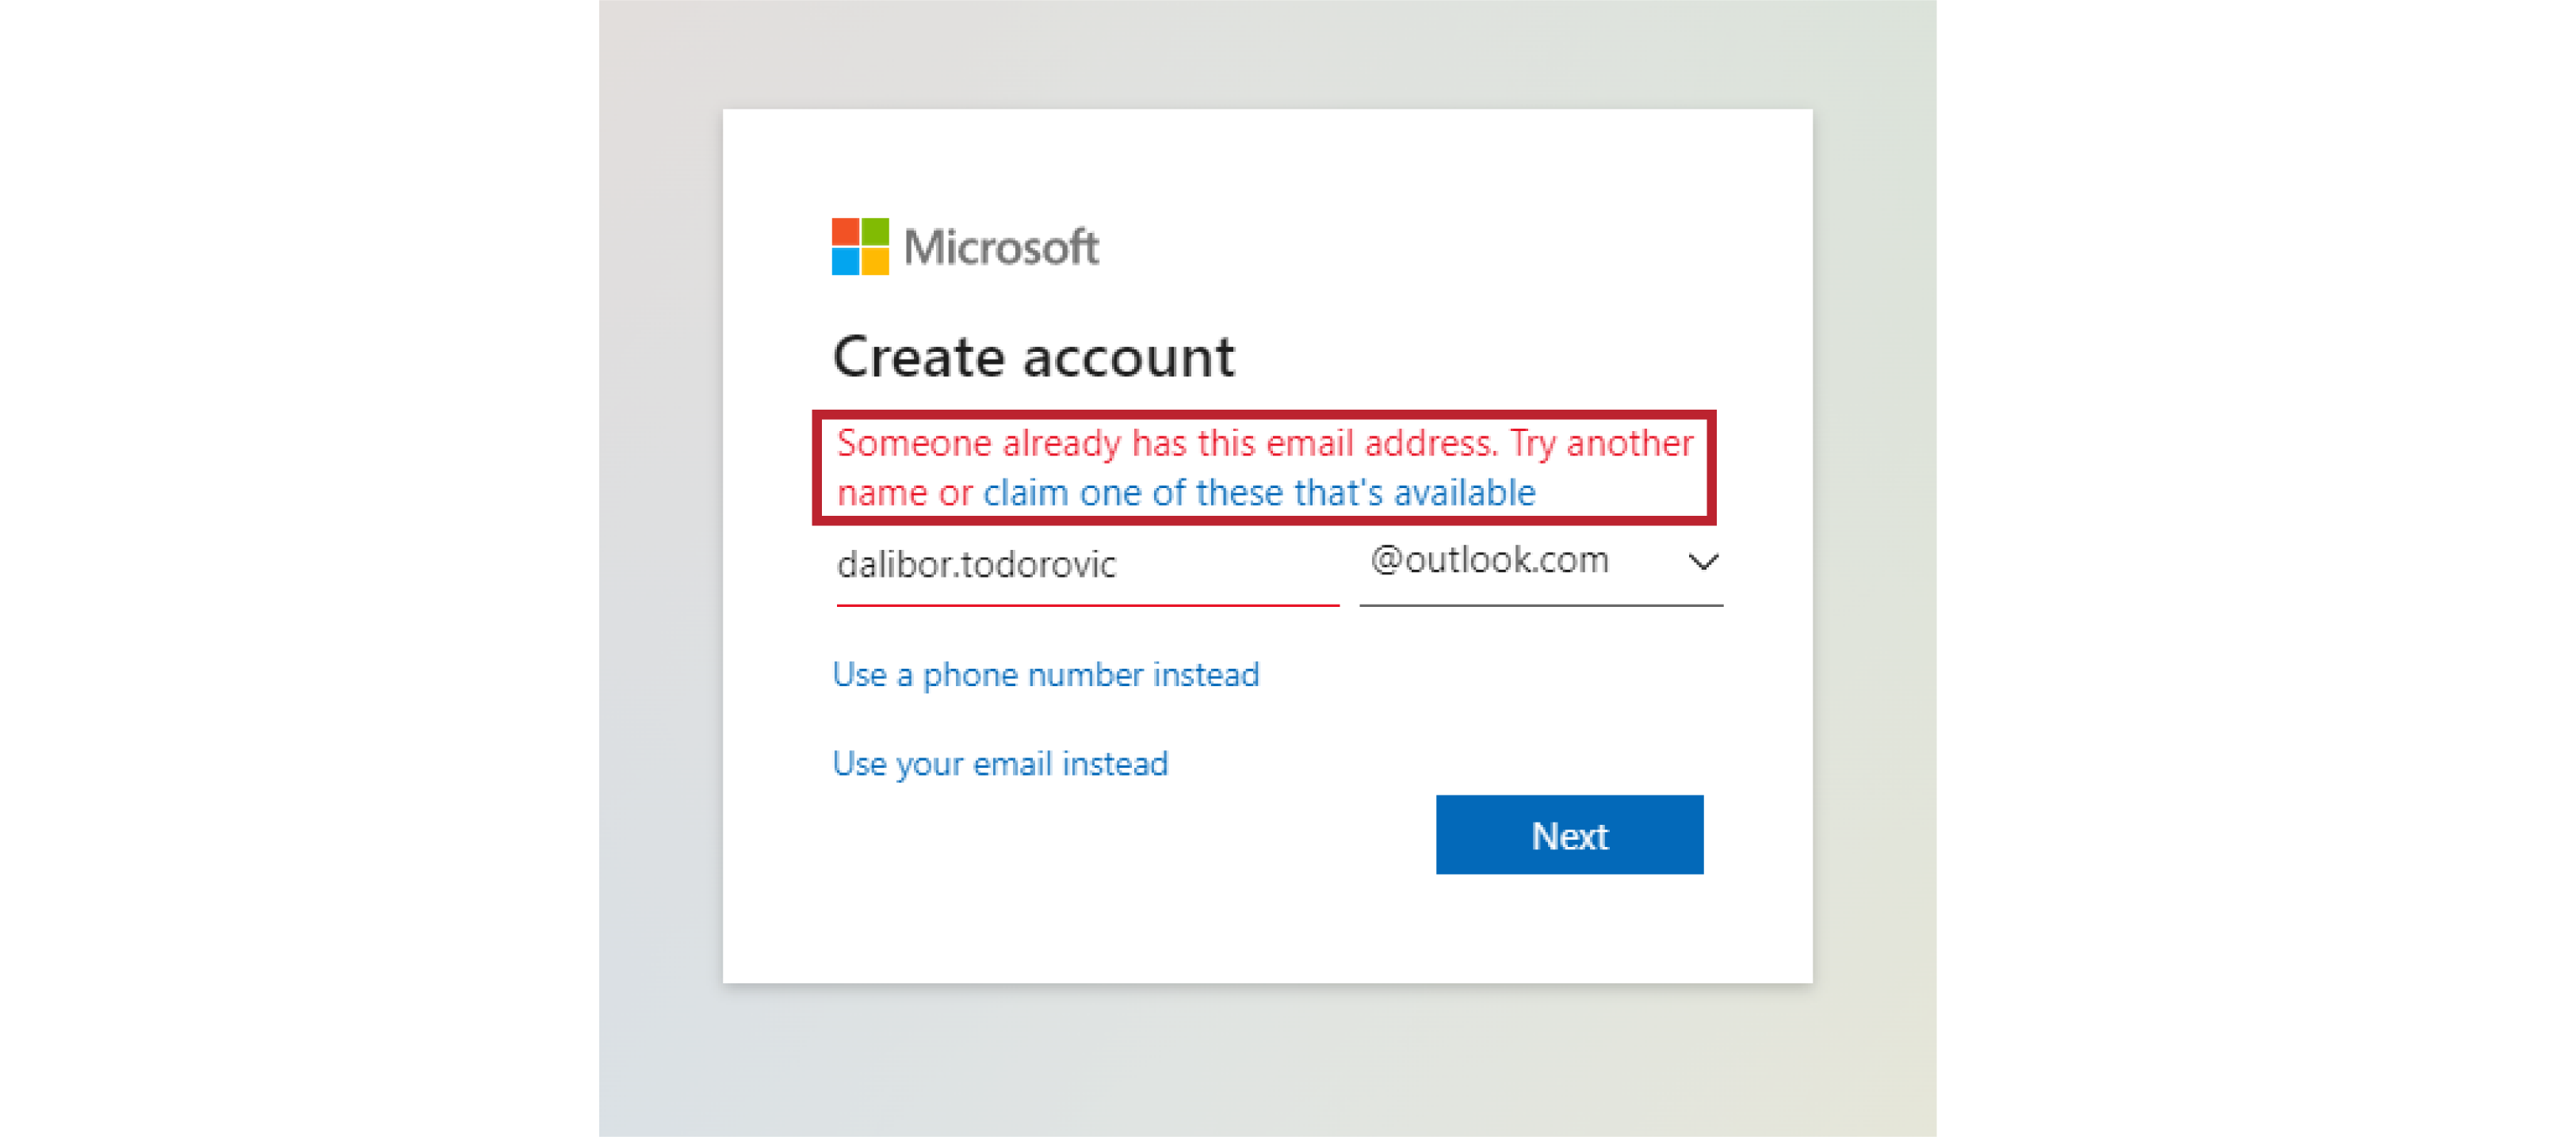 Microsoft
Create account
Someone already has this email address. Try another
name or claim one of these that's available
dalibor.todorovic
@outlook.com
Use a phone number instead
Use your email instead
Next